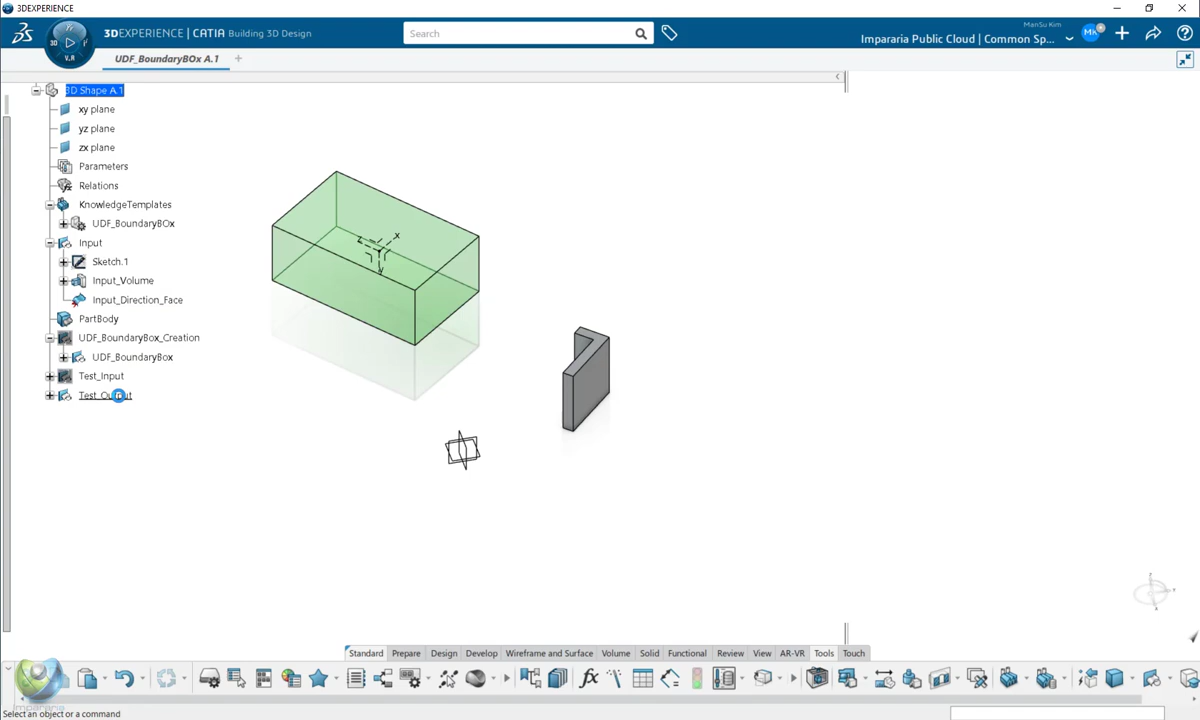 3DEXPERIENCE
3DEXPERIENCE | CATIA Building 3D Design
Search
ManSu Kim
Impararia Public Cloud | Common Sp...
MK
3D
V.R
UDF_BoundaryBOx A.1
3D Shape A.1
xy plane
yz plane
zx plane
Parameters
Relations
KnowledgeTemplates
UDF_BoundaryBOx
Input
Sketch.1
Input_Volume
Input_Direction_Face
PartBody
UDF_BoundaryBox_Creation
UDF_BoundaryBox
Test_Input
Test_Output
x
y
z
Standard Prepare Design Develop Wireframe and Surface Volume Solid Functional Review View AR-VR Tools Touch
impararia
Select an object or a command